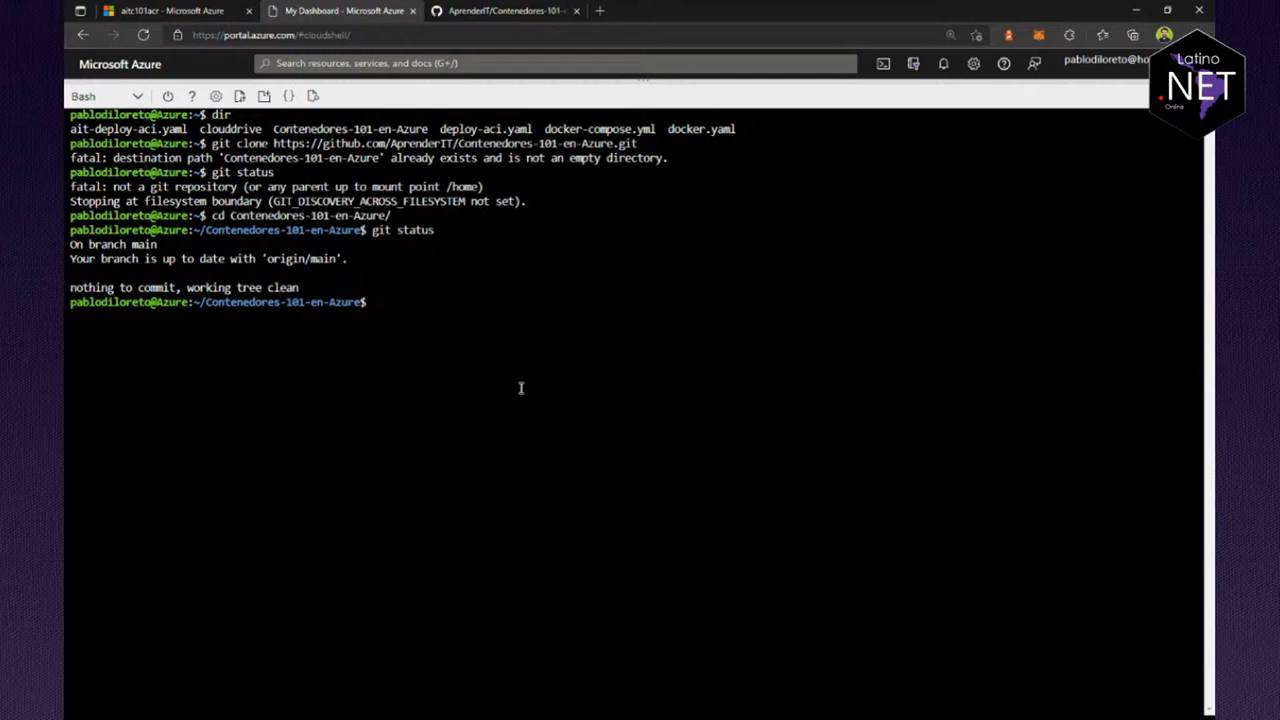 aitc101acr - Microsoft Azure
My Dashboard - Microsoft Azure
AprenderIT/Contenedores-101-
https://portal.azure.com/#cloudshell/
Microsoft Azure
Search resources, services, and docs (G+/)
pablodiloreto@ho
Latino
.NET
Online
Bash
pablodiloreto@Azure:~$ dir
ait-deploy-aci.yaml clouddrive Contenedores-101-en-Azure deploy-aci.yaml docker-compose.yml docker.yaml
pablodiloreto@Azure:~$ git clone https://github.com/AprenderIT/Contenedores-101-en-Azure.git
fatal: destination path 'Contenedores-101-en-Azure' already exists and is not an empty directory.
pablodiloreto@Azure:~$ git status
fatal: not a git repository (or any parent up to mount point /home)
Stopping at filesystem boundary (GIT_DISCOVERY_ACROSS_FILESYSTEM not set).
pablodiloreto@Azure:~$ cd Contenedores-101-en-Azure/
pablodiloreto@Azure:~/Contenedores-101-en-Azure$ git status
On branch main
Your branch is up to date with 'origin/main'.
nothing to commit, working tree clean
pablodiloreto@Azure:~/Contenedores-101-en-Azure$